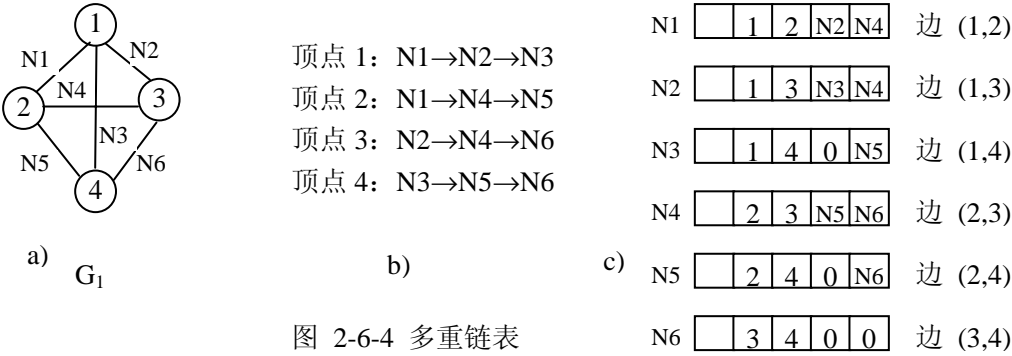 1
N1
N2
N4
2
3
N3
N5
N6
4
a)
G1
顶点 1：N1→N2→N3
顶点 2：N1→N4→N5
顶点 3：N2→N4→N6
顶点 4：N3→N5→N6
b)
图 2-6-4 多重链表
c)
N1 1 2 N2 N4 边 (1,2)
N2 1 3 N3 N4 边 (1,3)
N3 1 4 0 N5 边 (1,4)
N4 2 3 N5 N6 边 (2,3)
N5 2 4 0 N6 边 (2,4)
N6 3 4 0 0 边 (3,4)